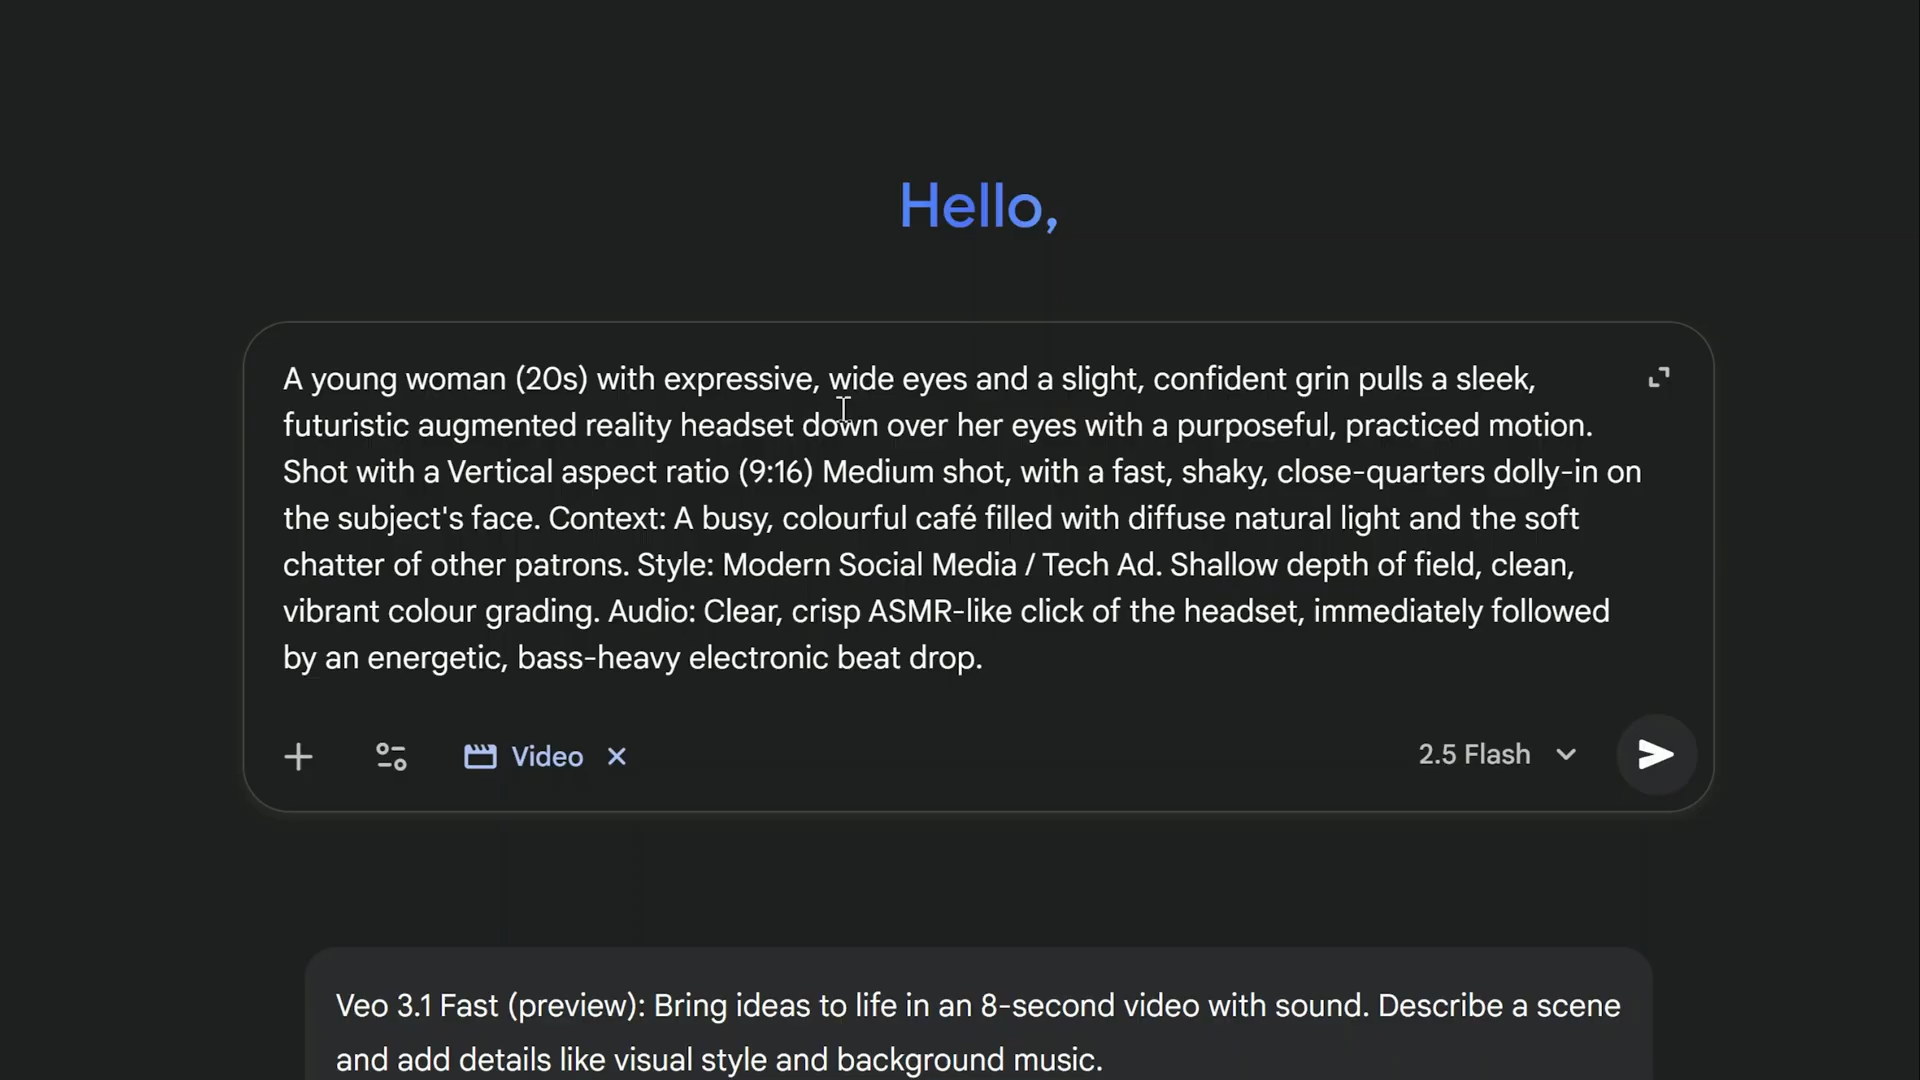 Hello,
A young woman (20s) with expressive, wide eyes and a slight, confident grin pulls a sleek,
futuristic augmented reality headset down over her eyes with a purposeful, practiced motion.
Shot with a Vertical aspect ratio (9:16) Medium shot, with a fast, shaky, close-quarters dolly-in on
the subject's face. Context: A busy, colourful café filled with diffuse natural light and the soft
chatter of other patrons. Style: Modern Social Media / Tech Ad. Shallow depth of field, clean,
vibrant colour grading. Audio: Clear, crisp ASMR-like click of the headset, immediately followed
by an energetic, bass-heavy electronic beat drop.
Video
2.5 Flash
Veo 3.1 Fast (preview): Bring ideas to life in an 8-second video with sound. Describe a scene
and add details like visual style and background music.